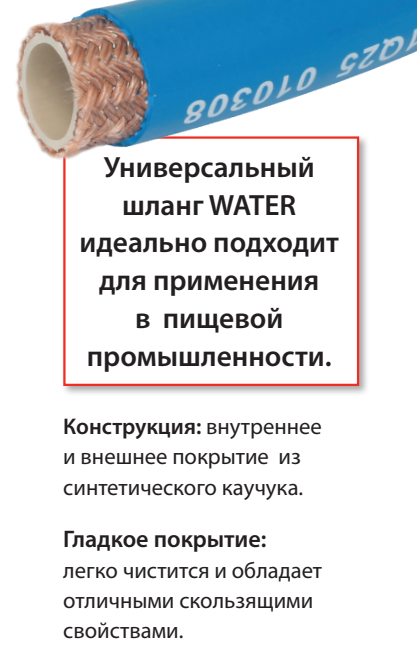 1Q25 010308
Универсальный
шланг WATER
идеально подходит
для применения
в пищевой
промышленности.
Конструкция: внутреннее
и внешнее покрытие из
синтетического каучука.
Гладкое покрытие:
легко чистится и обладает
отличными скользящими
свойствами.